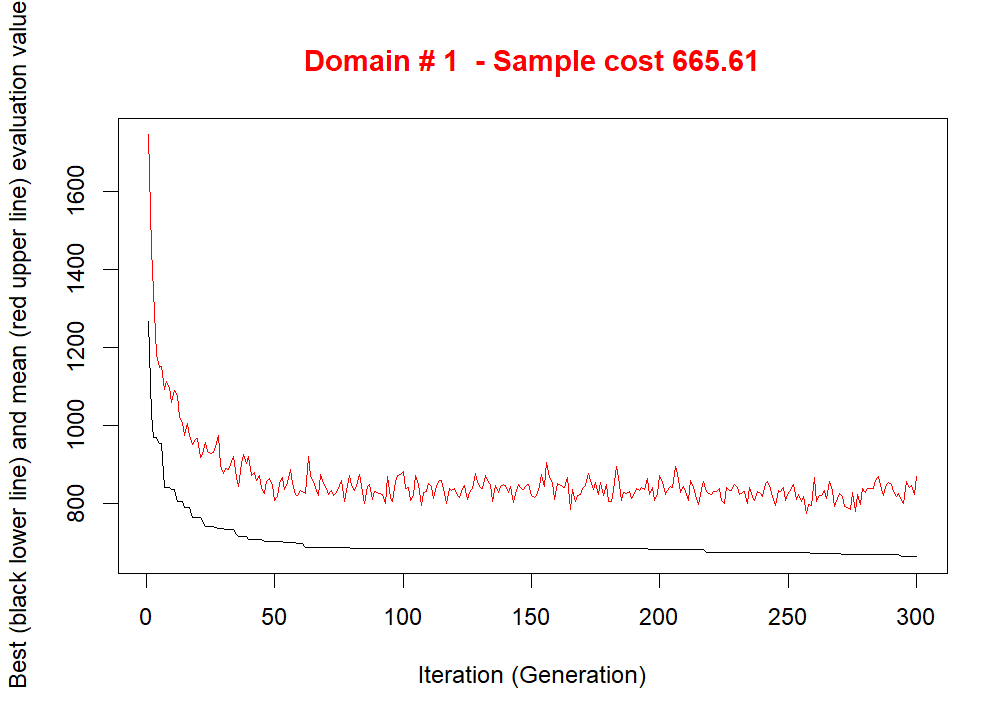 Domain # 1  - Sample cost 665.61
Best (black lower line) and mean (red upper line) evaluation value
1600
1400
1200
1000
800
0 50 100 150 200 250 300
Iteration (Generation)